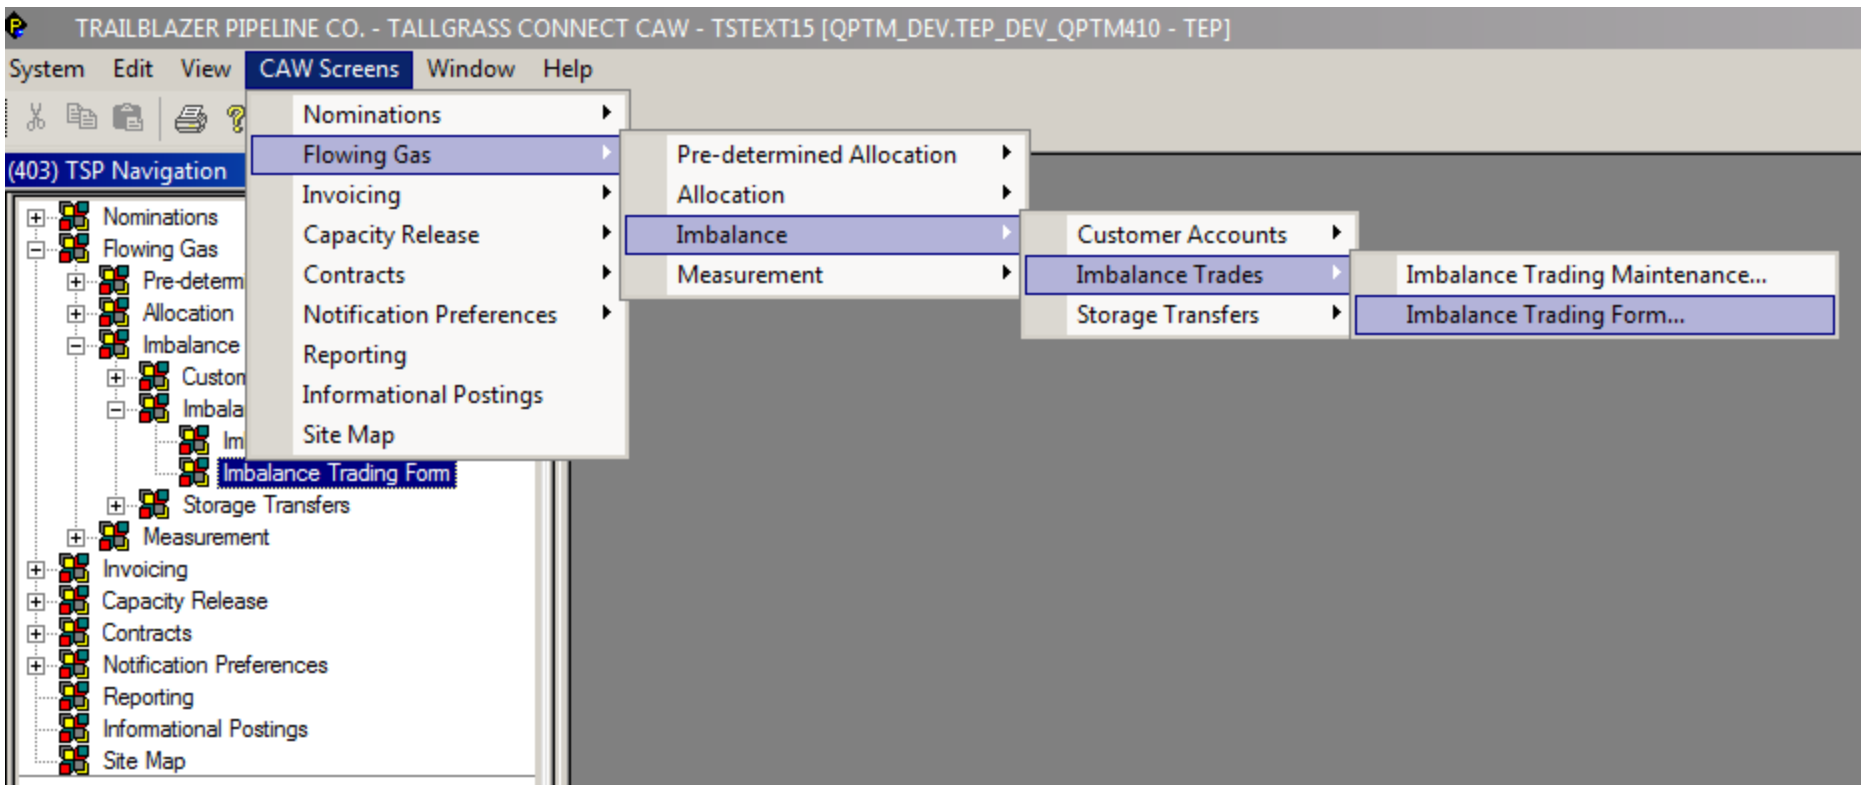 TRAILBLAZER PIPELINE CO. - TALLGRASS CONNECT CAW - TSTEXT15 [QPTM_DEV.TEP_DEV_QPTM410 - TEP]
System Edit View CAW Screens Window Help
Nominations
Flowing Gas
Invoicing
Capacity Release
Contracts
Notification Preferences
Reporting
Informational Postings
Site Map
Pre-determined Allocation
Allocation
Imbalance
Measurement
Customer Accounts
Imbalance Trades
Storage Transfers
Imbalance Trading Maintenance...
Imbalance Trading Form...
(403) TSP Navigation
Nominations
Flowing Gas
Pre-determ
Allocation
Imbalance
Custom
Imbala
Im
Imbalance Trading Form
Storage Transfers
Measurement
Invoicing
Capacity Release
Contracts
Notification Preferences
Reporting
Informational Postings
Site Map